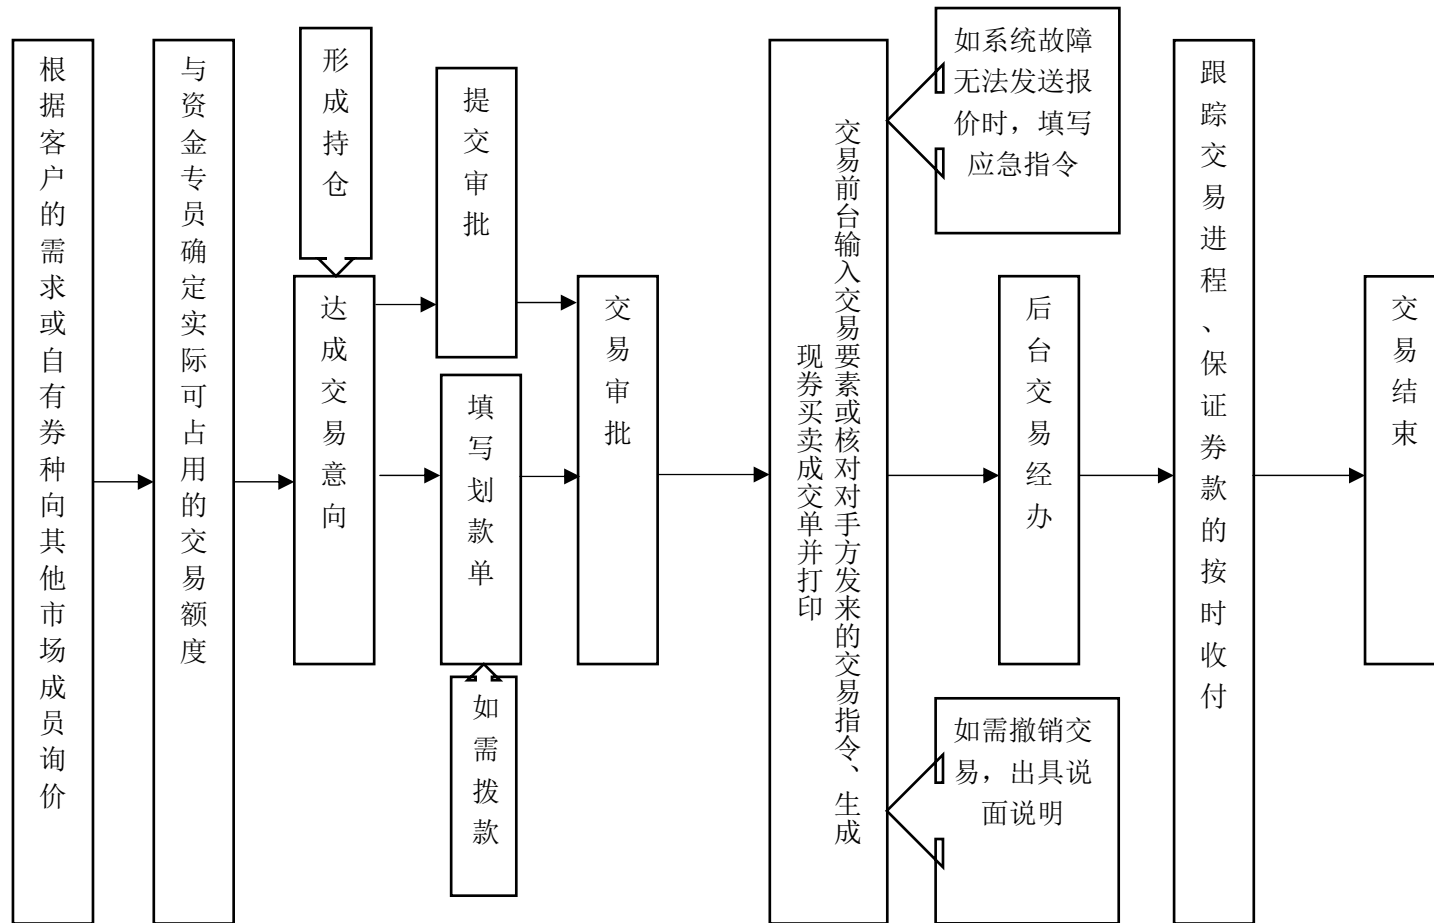 根据客户的需求或自有券种向其他市场成员询价
与资金专员确定实际可占用的交易额度
形成持仓
达成交易意向
提交审批
填写划款单
如需拨款
交易审批
交易前台输入交易要素或核对对手方发来的交易指令、生成
现券买卖成交单并打印
如系统故障
无法发送报
价时，填写
应急指令
后台交易经办
如需撤销交
易，出具说
面说明
跟踪交易进程、保证券款的按时收付
交易结束